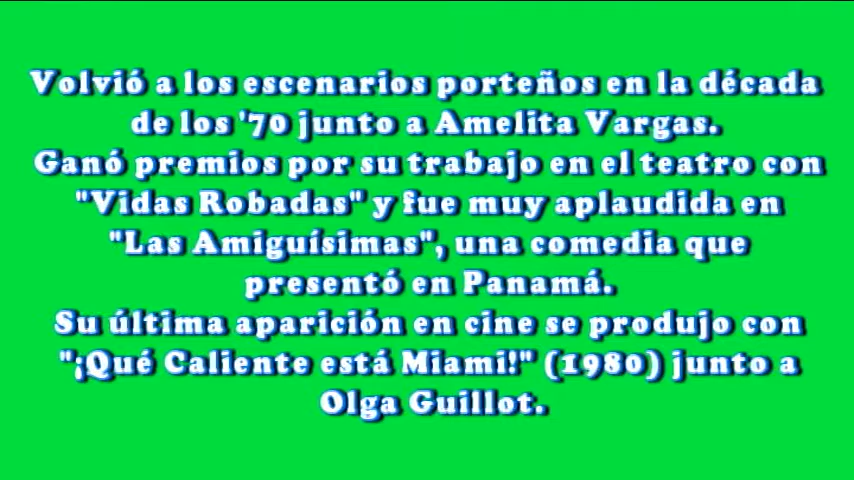 Volvió a los escenarios porteños en la década
de los '70 junto a Amelita Vargas.
Ganó premios por su trabajo en el teatro con
"Vidas Robadas" y fue muy aplaudida en
"Las Amiguísimas", una comedia que
presentó en Panamá.
Su última aparición en cine se produjo con
"¡Qué Caliente está Miami!" (1980) junto a
Olga Guillot.